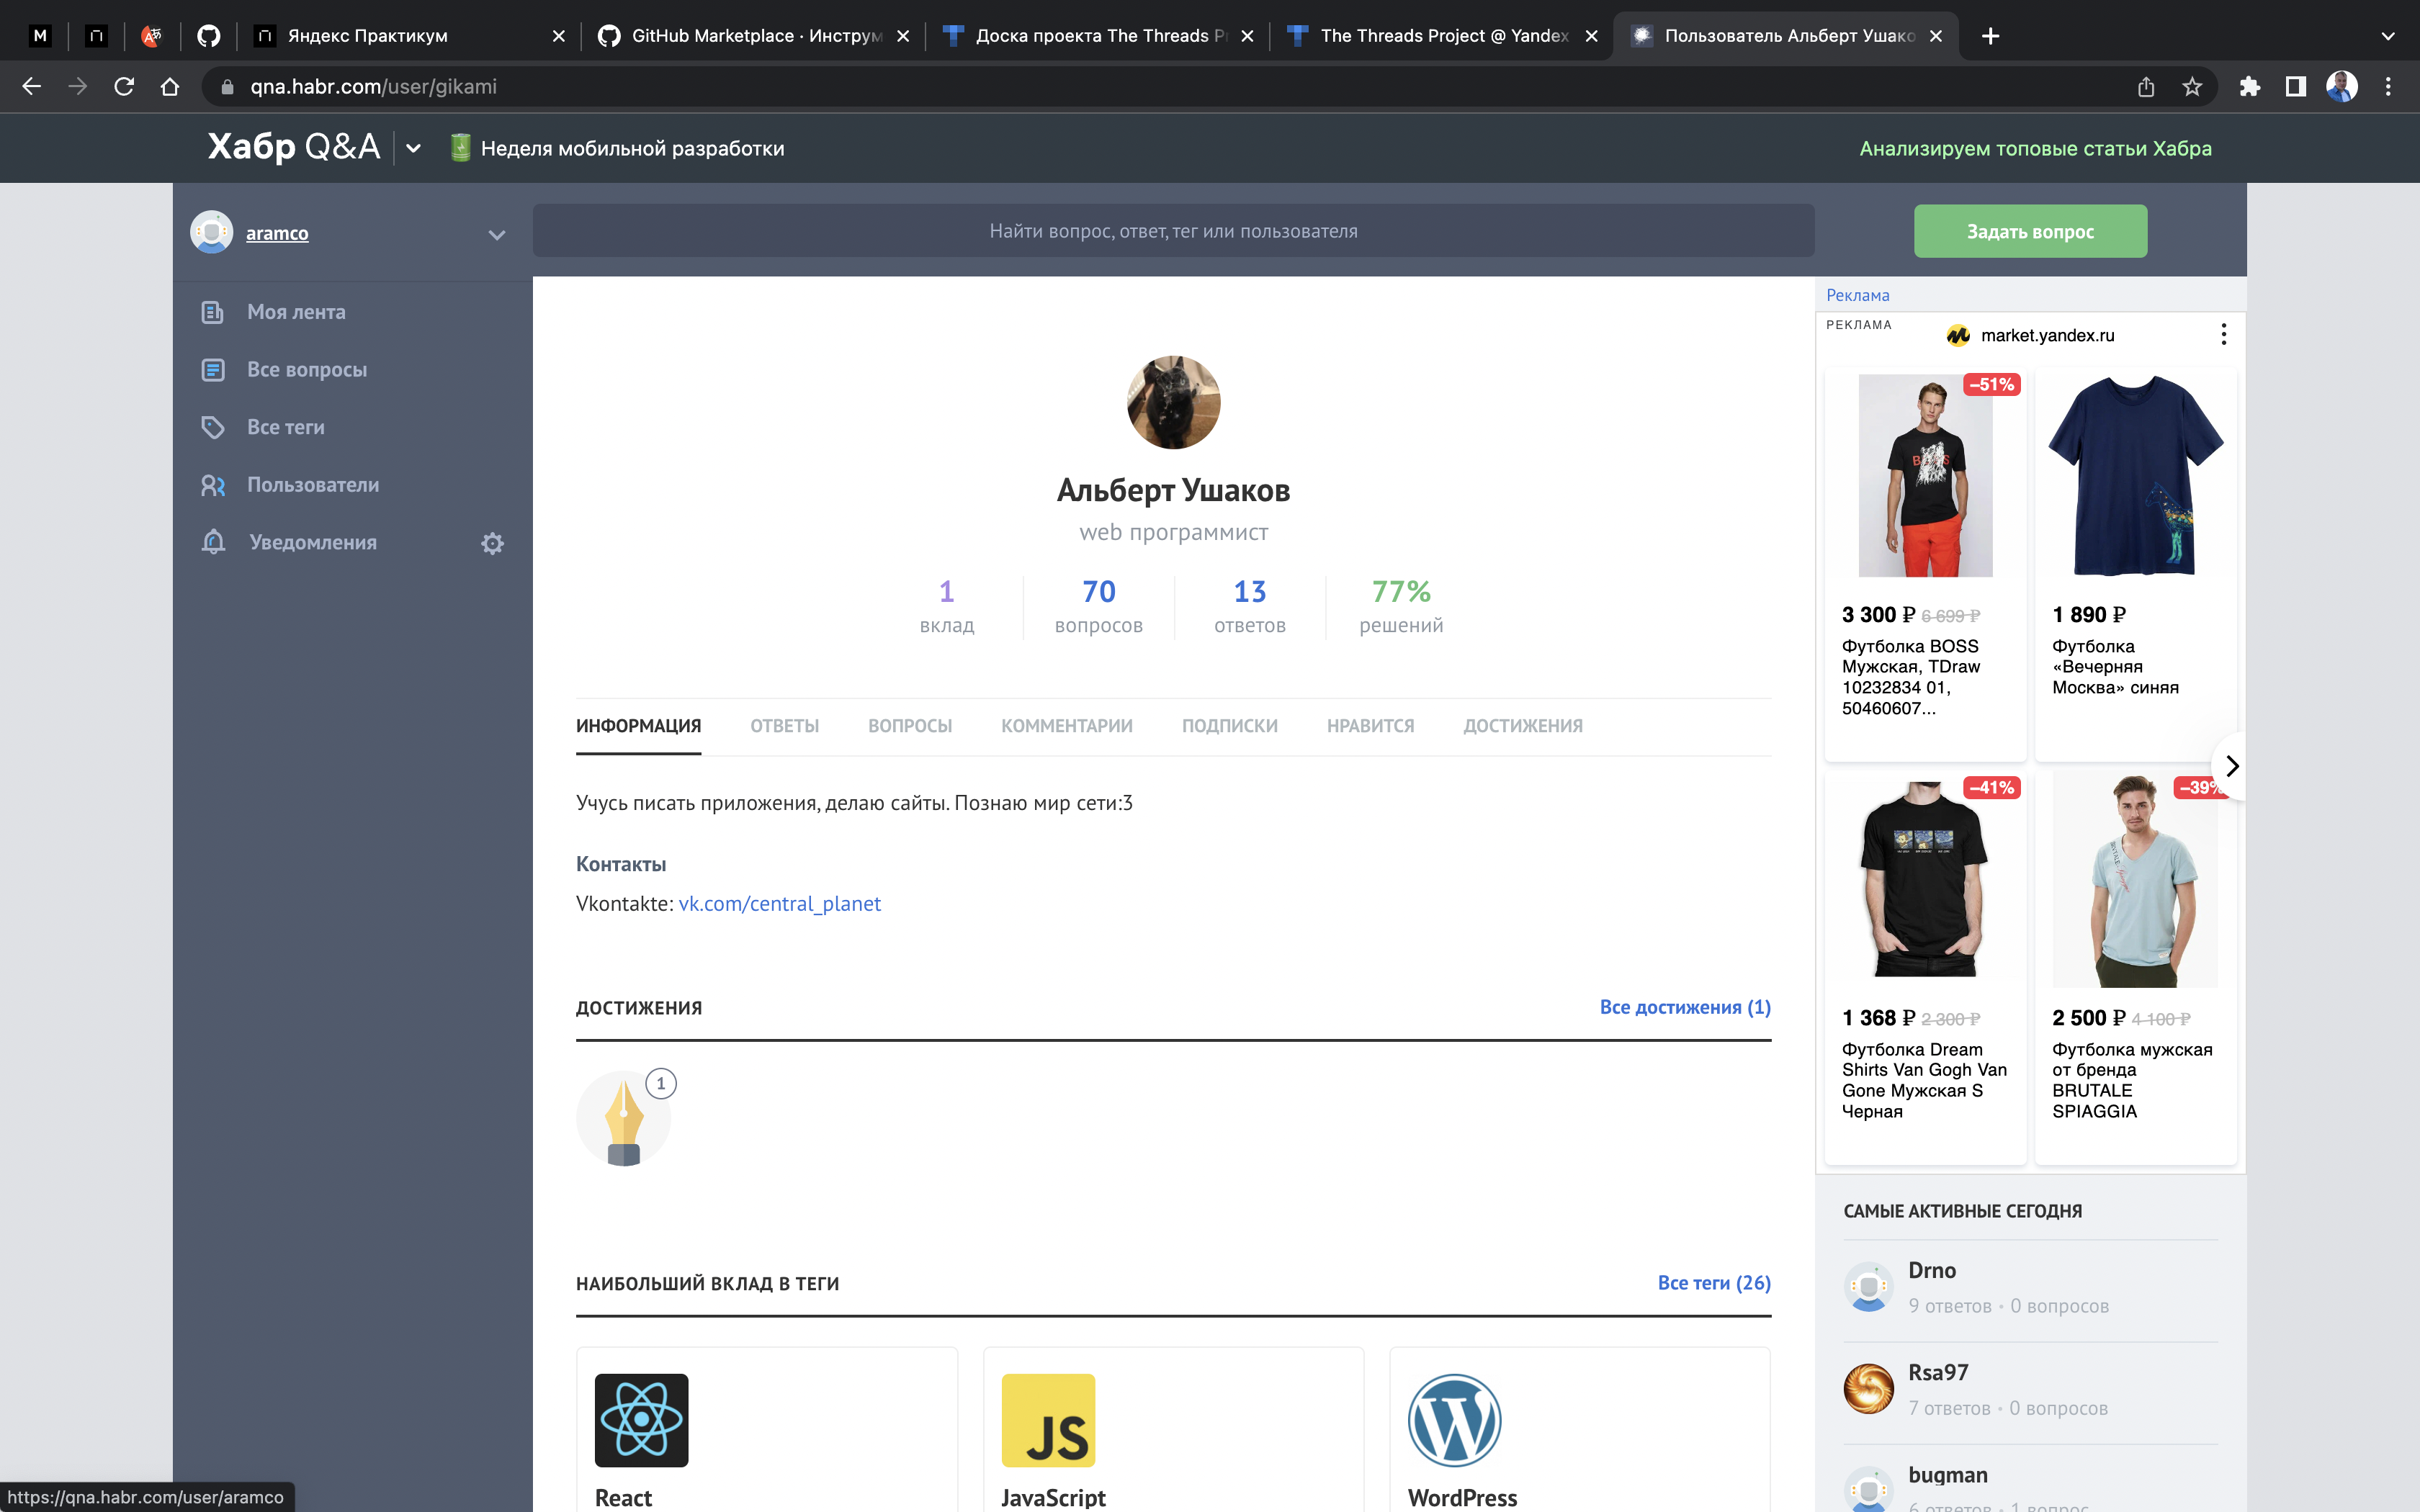 Яндекс Практикум
GitHub Marketplace · Инструм
Доска проекта The Threads Pr
The Threads Project @ Yandex
Пользователь Альберт Ушако
qna.habr.com/user/gikami
Хабр Q&A
Неделя мобильной разработки
Анализируем топовые статьи Хабра
aramco
Найти вопрос, ответ, тег или пользователя
Задать вопрос
Моя лента
Все вопросы
Все теги
Пользователи
Уведомления
Альберт Ушаков
web программист
1 70 13 77%
вклад вопросов ответов решений
ИНФОРМАЦИЯ ОТВЕТЫ ВОПРОСЫ КОММЕНТАРИИ ПОДПИСКИ НРАВИТСЯ ДОСТИЖЕНИЯ
Учусь писать приложения, делаю сайты. Познаю мир сети:3
Контакты
Vkontakte: vk.com/central_planet
ДОСТИЖЕНИЯ
Все достижения (1)
1
НАИБОЛЬШИЙ ВКЛАД В ТЕГИ
Все теги (26)
JS
React
JavaScript
WordPress
Реклама
РЕКЛАМА
market.yandex.ru
–51%
3 300 ₽ 6 699 ₽
Футболка BOSS
Мужская, TDraw
10232834 01,
50460607...
1 890 ₽
Футболка
«Вечерняя
Москва» синяя
–41%
1 368 ₽ 2 300 ₽
Футболка Dream
Shirts Van Gogh Van
Gone Мужская S
Черная
–39%
2 500 ₽ 4 100 ₽
Футболка мужская
от бренда
BRUTALE
SPIAGGIA
САМЫЕ АКТИВНЫЕ СЕГОДНЯ
Drno
9 ответов • 0 вопросов
Rsa97
7 ответов • 0 вопросов
bugman
6 ответов • 1 вопрос
https://qna.habr.com/user/aramco